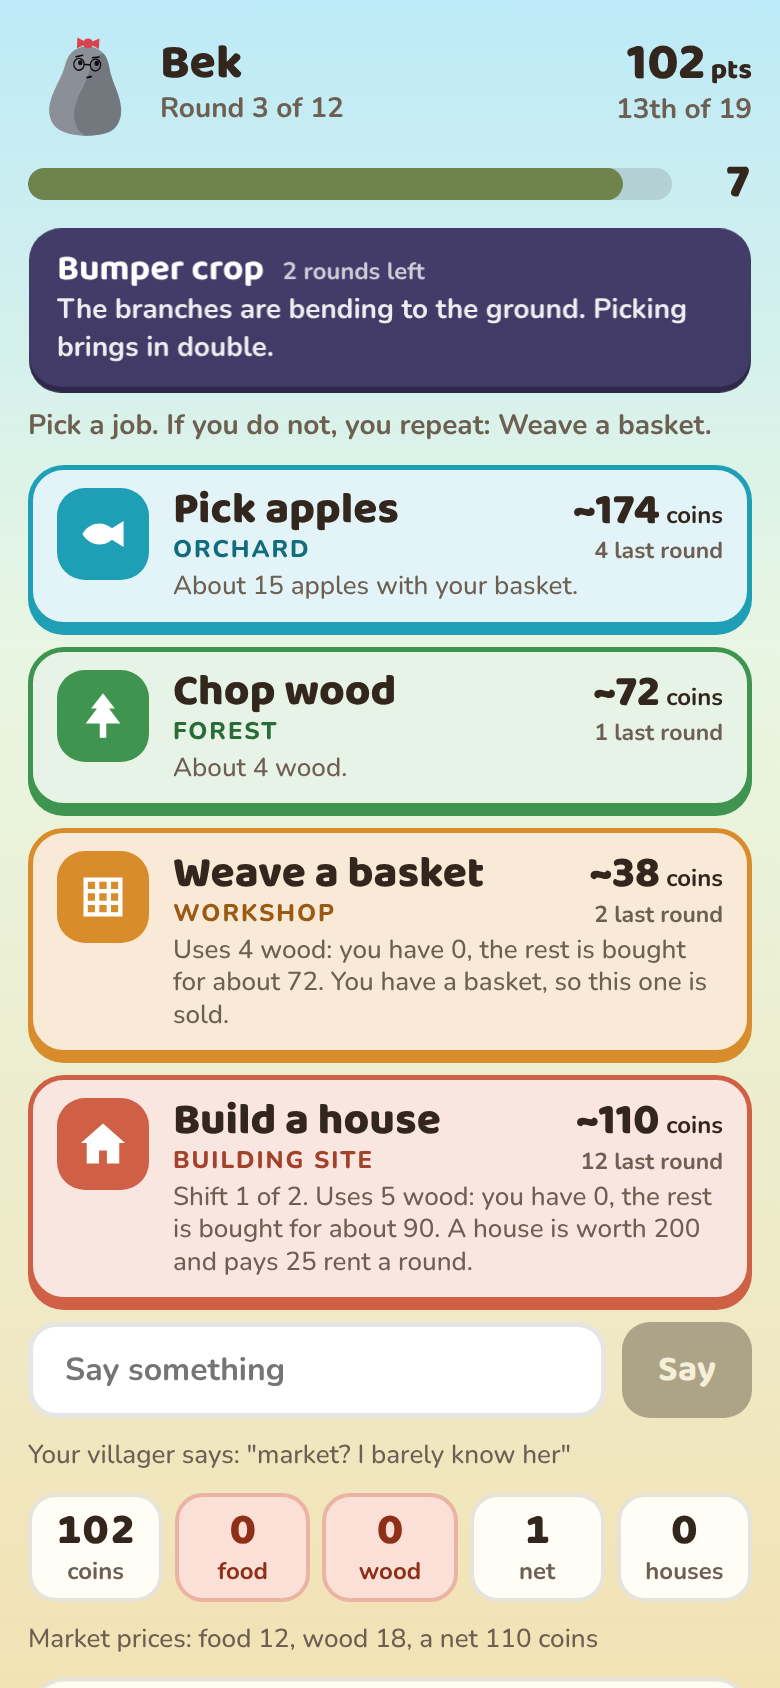 Bek
Round 3 of 12
102 pts
13th of 19
7
Bumper crop 2 rounds left
The branches are bending to the ground. Picking
brings in double.
Pick a job. If you do not, you repeat: Weave a basket.
Pick apples
~174 coins
ORCHARD
4 last round
About 15 apples with your basket.
Chop wood
~72 coins
FOREST
1 last round
About 4 wood.
Weave a basket
~38 coins
WORKSHOP
2 last round
Uses 4 wood: you have 0, the rest is bought
for about 72. You have a basket, so this one is
sold.
Build a house
~110 coins
BUILDING SITE
12 last round
Shift 1 of 2. Uses 5 wood: you have 0, the rest
is bought for about 90. A house is worth 200
and pays 25 rent a round.
Say something
Say
Your villager says: "market? I barely know her"
102
coins
0
food
0
wood
1
net
0
houses
Market prices: food 12, wood 18, a net 110 coins